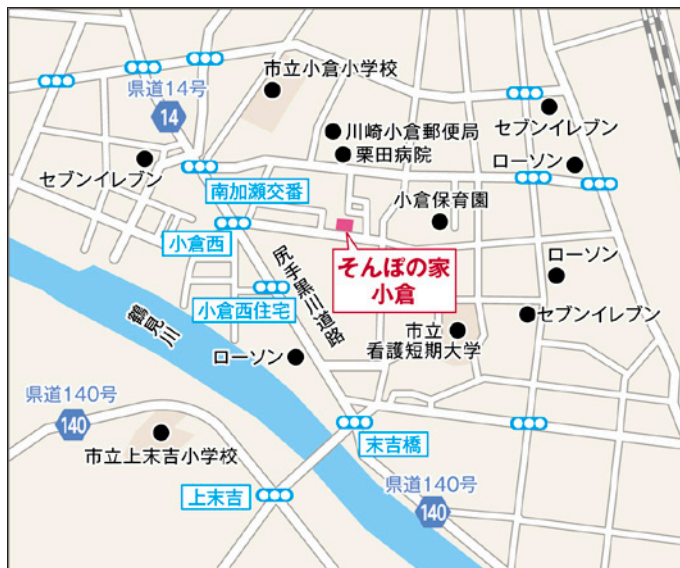 市立小倉小学校
県道14号
14
セブンイレブン
川崎小倉郵便局
栗田病院
ローソン
セブンイレブン
南加瀬交番
小倉保育園
小倉西
そんぽの家
小倉
尻手黒川道路
ローソン
小倉西住宅
鶴見川
セブンイレブン
市立
看護短期大学
ローソン
県道140号
140
末吉橋
市立上末吉小学校
上末吉
県道140号
140